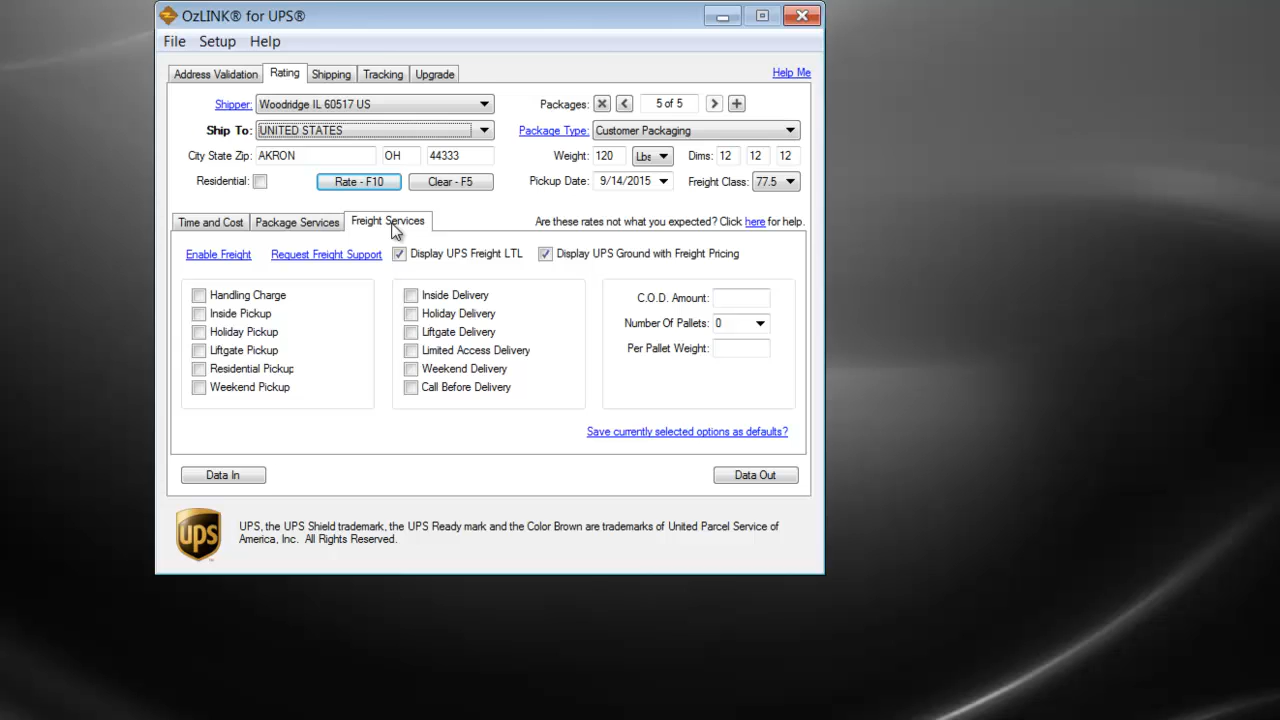 OzLINK® for UPS®
File Setup Help
Address Validation Rating Shipping Tracking Upgrade Help Me
Shipper: Woodridge IL 60517 US Packages: 5 of 5
Ship To: UNITED STATES Package Type: Customer Packaging
City State Zip: AKRON OH 44333 Weight: 120 Lbs Dims: 12 12 12
Residential: Rate - F10 Clear - F5 Pickup Date: 9/14/2015 Freight Class: 77.5
Time and Cost Package Services Freight Services Are these rates not what you expected? Click here for help.
Enable Freight Request Freight Support Display UPS Freight LTL Display UPS Ground with Freight Pricing
Handling Charge
Inside Pickup
Holiday Pickup
Liftgate Pickup
Residential Pickup
Weekend Pickup
Inside Delivery
Holiday Delivery
Liftgate Delivery
Limited Access Delivery
Weekend Delivery
Call Before Delivery
C.O.D. Amount:
Number Of Pallets: 0
Per Pallet Weight:
Save currently selected options as defaults?
Data In Data Out
ups
UPS, the UPS Shield trademark, the UPS Ready mark and the Color Brown are trademarks of United Parcel Service of
America, Inc. All Rights Reserved.